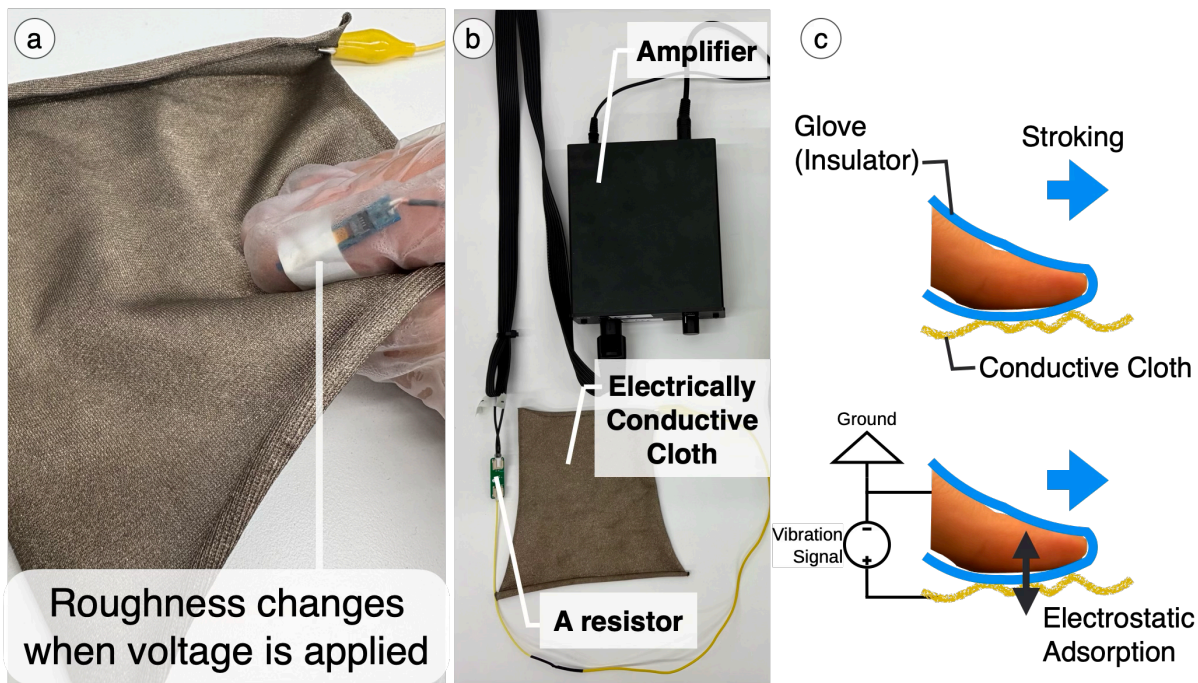 a
Roughness changes
when voltage is applied
b
Amplifier
Electrically
Conductive
Cloth
A resistor
c
Glove
(Insulator)
Stroking
Conductive Cloth
Ground
Vibration
Signal
-
+
Electrostatic
Adsorption